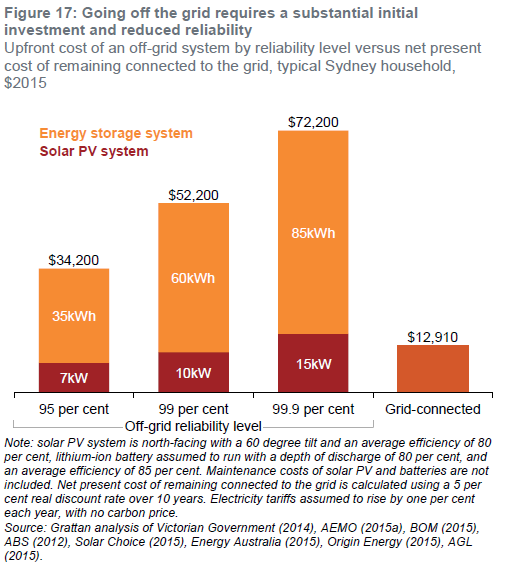 Figure 17: Going off the grid requires a substantial initial
investment and reduced reliability
Upfront cost of an off-grid system by reliability level versus net present
cost of remaining connected to the grid, typical Sydney household,
$2015
Energy storage system
Solar PV system
$34,200
35kWh
7kW
$52,200
60kWh
10kW
$72,200
85kWh
15kW
$12,910
95 per cent
99 per cent
99.9 per cent
Grid-connected
Off-grid reliability level
Note: solar PV system is north-facing with a 60 degree tilt and an average efficiency of 80
per cent, lithium-ion battery assumed to run with a depth of discharge of 80 per cent, and
an average efficiency of 85 per cent. Maintenance costs of solar PV and batteries are not
included. Net present cost of remaining connected to the grid is calculated using a 5 per
cent real discount rate over 10 years. Electricity tariffs assumed to rise by one per cent
each year, with no carbon price.
Source: Grattan analysis of Victorian Government (2014), AEMO (2015a), BOM (2015),
ABS (2012), Solar Choice (2015), Energy Australia (2015), Origin Energy (2015), AGL
(2015).